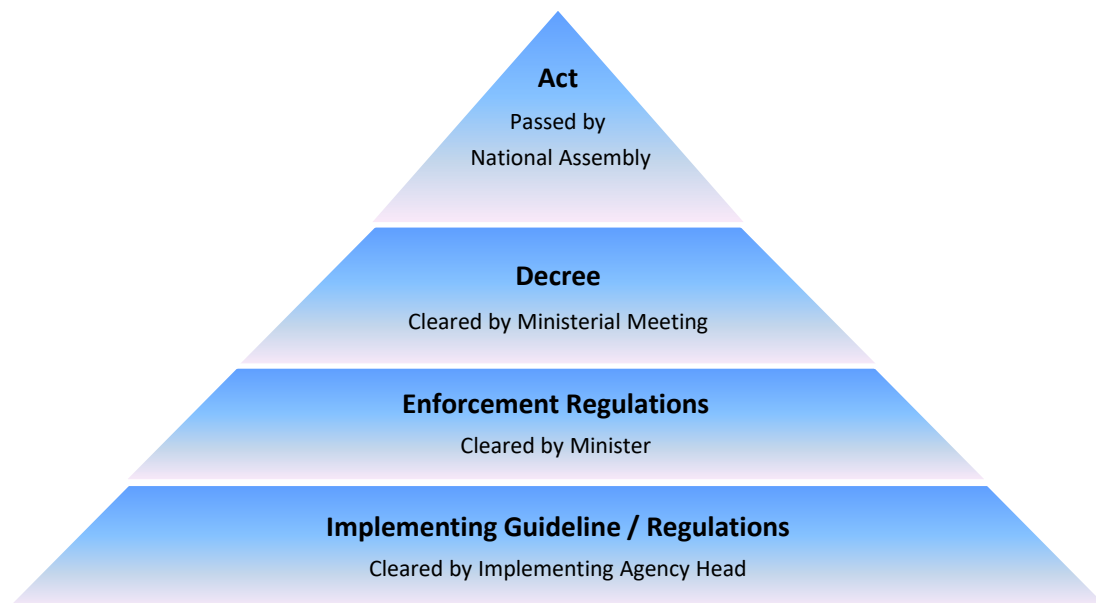 Act
Passed by
National Assembly
Decree
Cleared by Ministerial Meeting
Enforcement Regulations
Cleared by Minister
Implementing Guideline / Regulations
Cleared by Implementing Agency Head